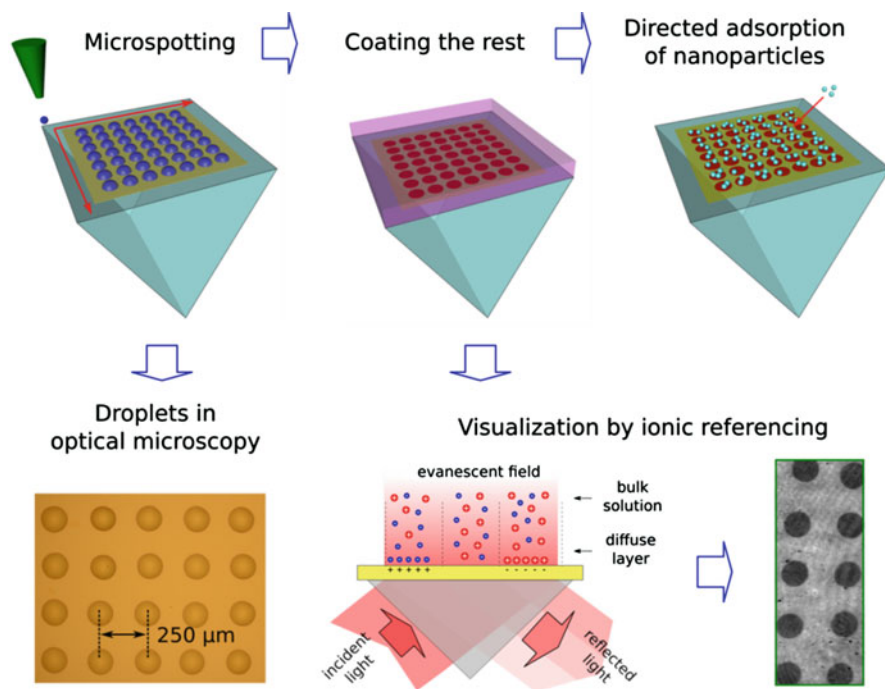 Microspotting
Coating the rest
Directed adsorption
of nanoparticles
Droplets in
optical microscopy
250 µm
Visualization by ionic referencing
evanescent field
bulk
solution
diffuse
layer
+ + + + +
- - - - -
incident
light
reflected
light